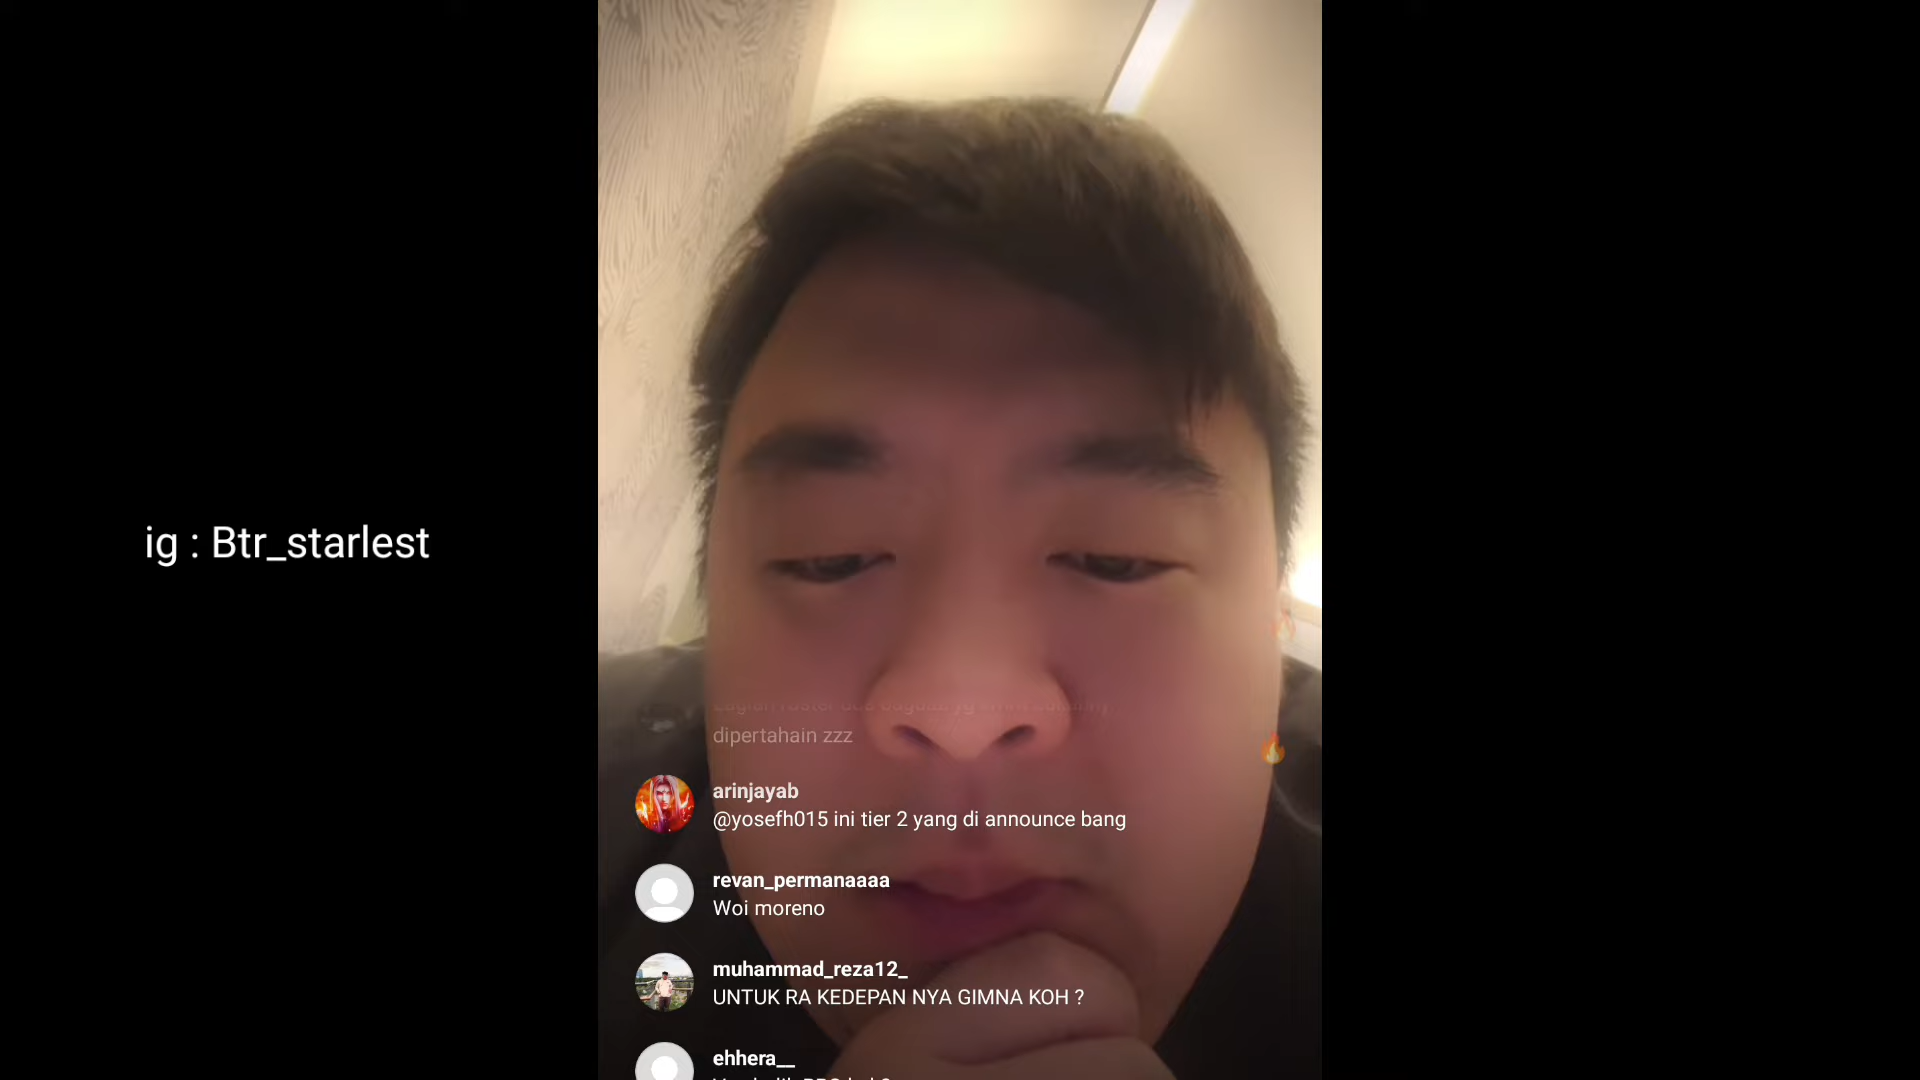 ig : Btr_starlest
dipertahain zzz
arinjayab
@yosefh015 ini tier 2 yang di announce bang
revan_permanaaaa
Woi moreno
muhammad_reza12_
UNTUK RA KEDEPAN NYA GIMNA KOH ?
ehhera__